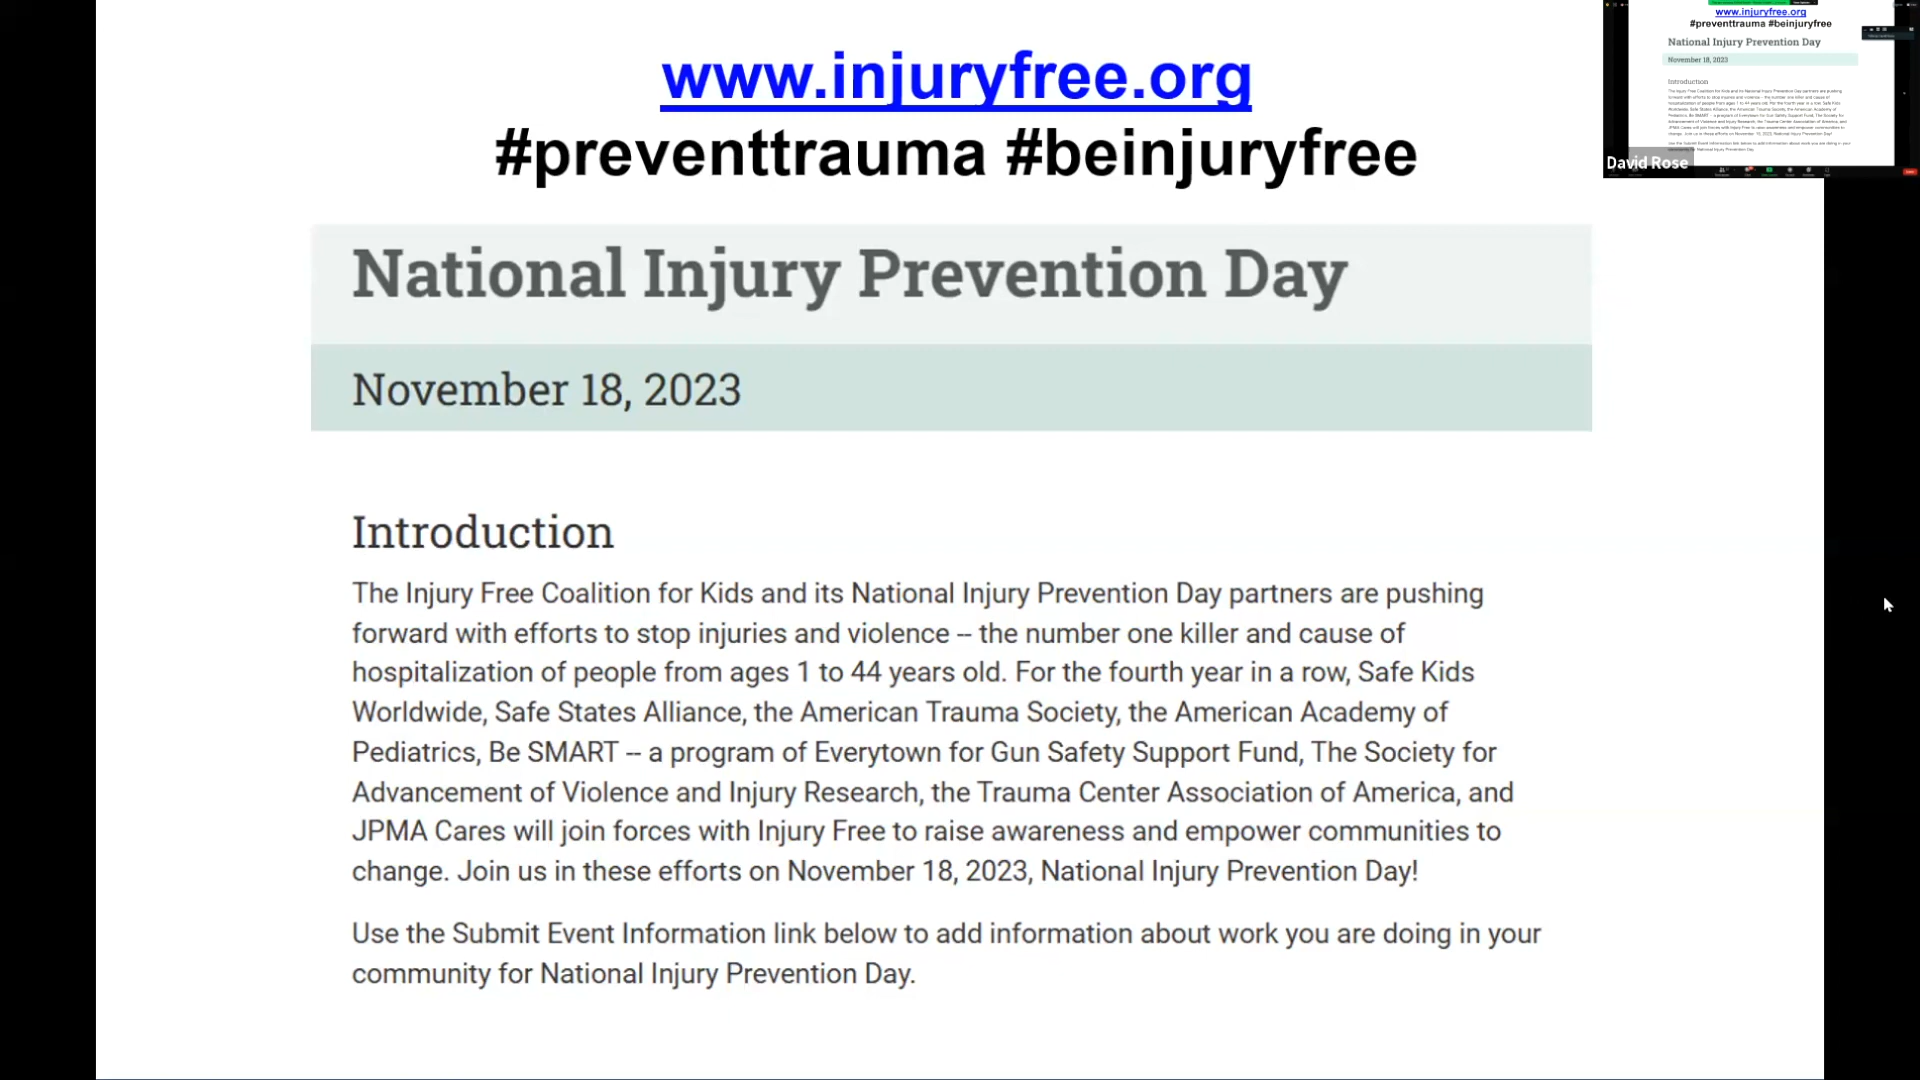 www.injuryfree.org
#preventtrauma #beinjuryfree
National Injury Prevention Day
November 18, 2023
Introduction
The Injury Free Coalition for Kids and its National Injury Prevention Day partners are pushing
forward with efforts to stop injuries and violence -- the number one killer and cause of
hospitalization of people from ages 1 to 44 years old. For the fourth year in a row, Safe Kids
Worldwide, Safe States Alliance, the American Trauma Society, the American Academy of
Pediatrics, Be SMART -- a program of Everytown for Gun Safety Support Fund, The Society for
Advancement of Violence and Injury Research, the Trauma Center Association of America, and
JPMA Cares will join forces with Injury Free to raise awareness and empower communities to
change. Join us in these efforts on November 18, 2023, National Injury Prevention Day!
Use the Submit Event Information link below to add information about work you are doing in your
community for National Injury Prevention Day.
www.injuryfree.org
#preventtrauma #beinjuryfree
National Injury Prevention Day
November 18, 2023
Introduction
David Rose